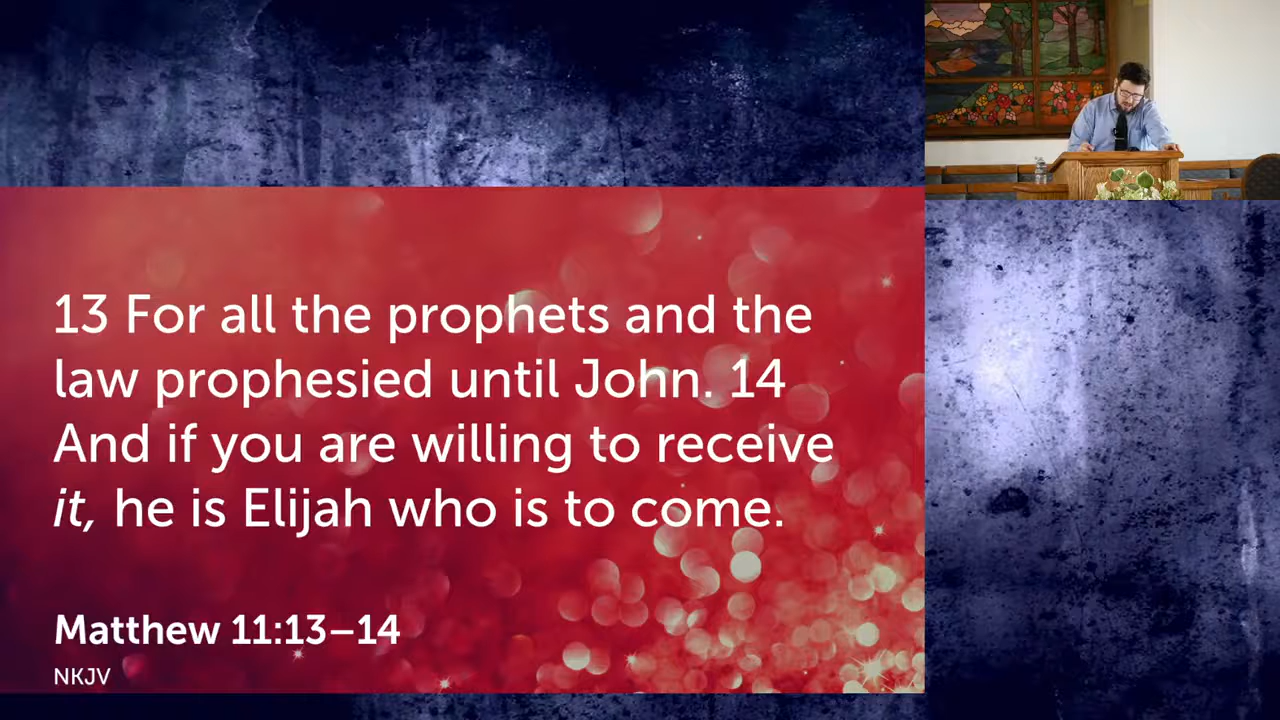 13 For all the prophets and the
law prophesied until John. 14
And if you are willing to receive
it, he is Elijah who is to come.
Matthew 11:13–14
NKJV